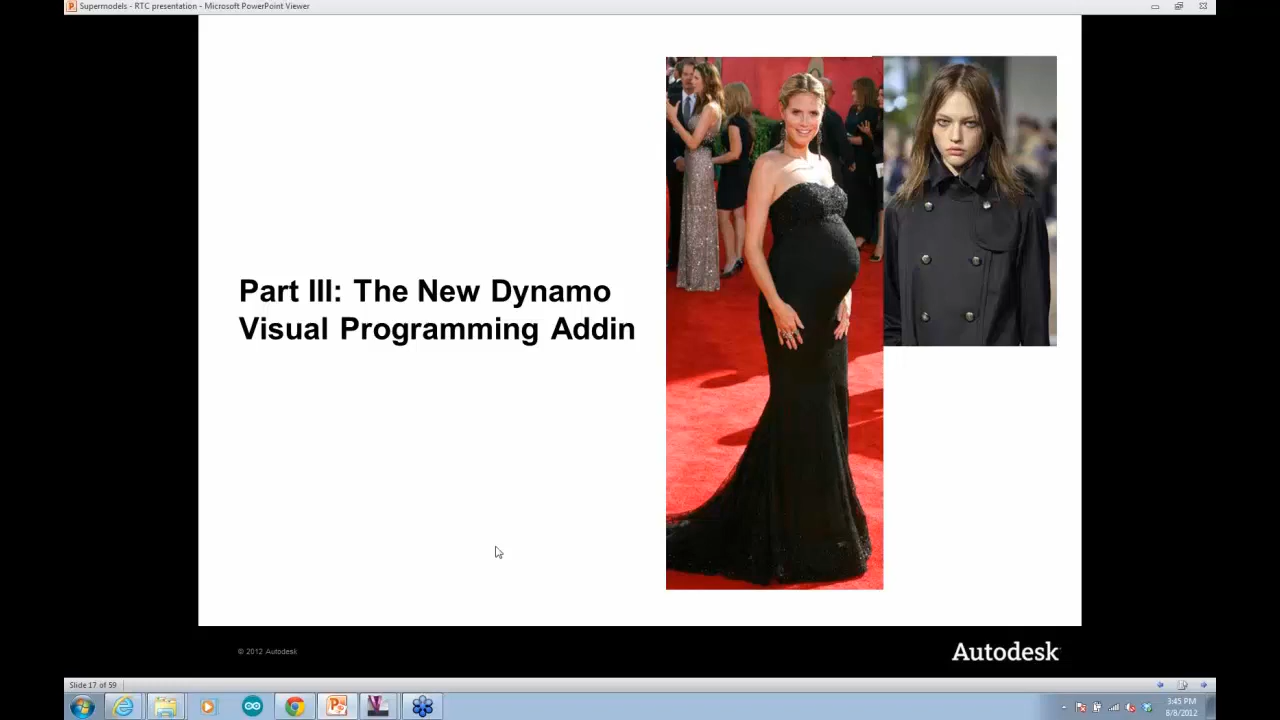 Supermodels - RTC presentation - Microsoft PowerPoint Viewer
Part III: The New Dynamo
Visual Programming Addin
© 2012 Autodesk
Autodesk
Slide 17 of 59
3:45 PM
8/8/2012